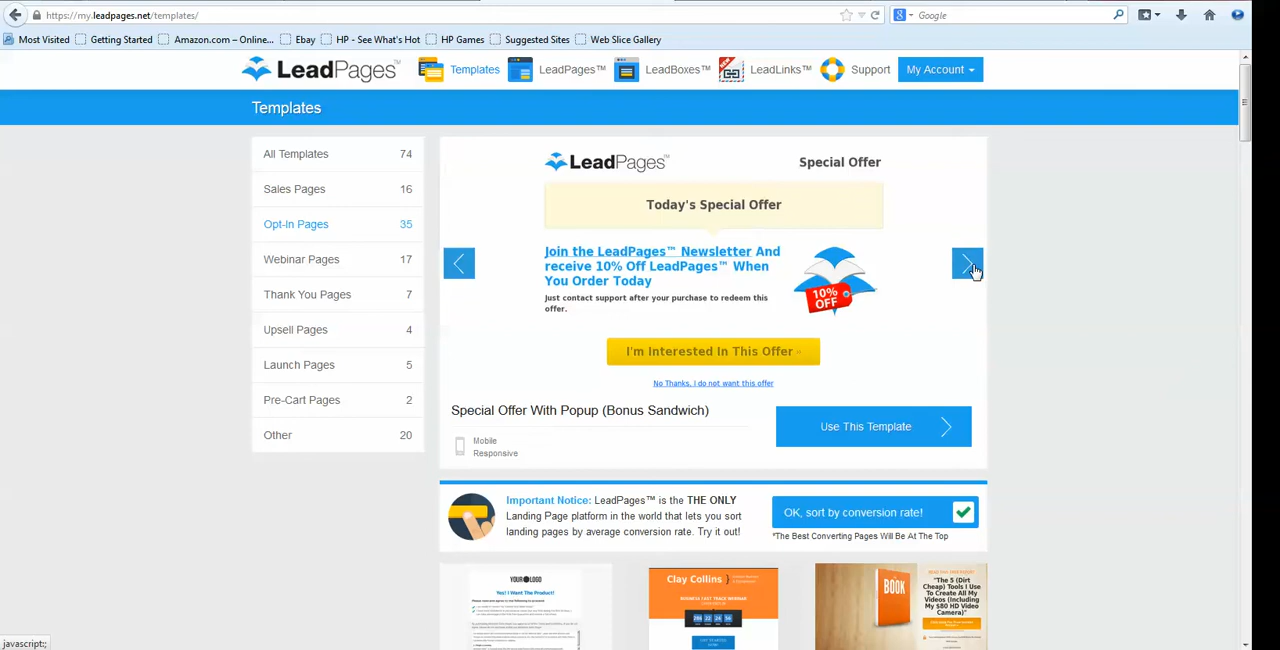 https://my.leadpages.net/templates/
Google
Most Visited
Getting Started
Amazon.com – Online...
Ebay
HP - See What's Hot
HP Games
Suggested Sites
Web Slice Gallery
LeadPages™
Templates
LeadPages™
LeadBoxes™
LeadLinks™
Support
My Account
Templates
All Templates 74
Sales Pages 16
Opt-In Pages 35
Webinar Pages 17
Thank You Pages 7
Upsell Pages 4
Launch Pages 5
Pre-Cart Pages 2
Other 20
LeadPages™
Special Offer
Today's Special Offer
Join the LeadPages™ Newsletter And
receive 10% Off LeadPages™ When
You Order Today
Just contact support after your purchase to redeem this
offer.
10%
OFF
I'm Interested In This Offer »
No Thanks, I do not want this offer
Special Offer With Popup (Bonus Sandwich)
Mobile
Responsive
Use This Template
Important Notice: LeadPages™ is the THE ONLY
Landing Page platform in the world that lets you sort
landing pages by average conversion rate. Try it out!
OK, sort by conversion rate!
*The Best Converting Pages Will Be At The Top
YOUR LOGO
Yes! I Want The Product!
Clay Collins
BOOK
"The 5 (Dirt
Cheap) Tools I Use
To Create All My
Videos (Including
My $80 HD Video
Camera)"
javascript: